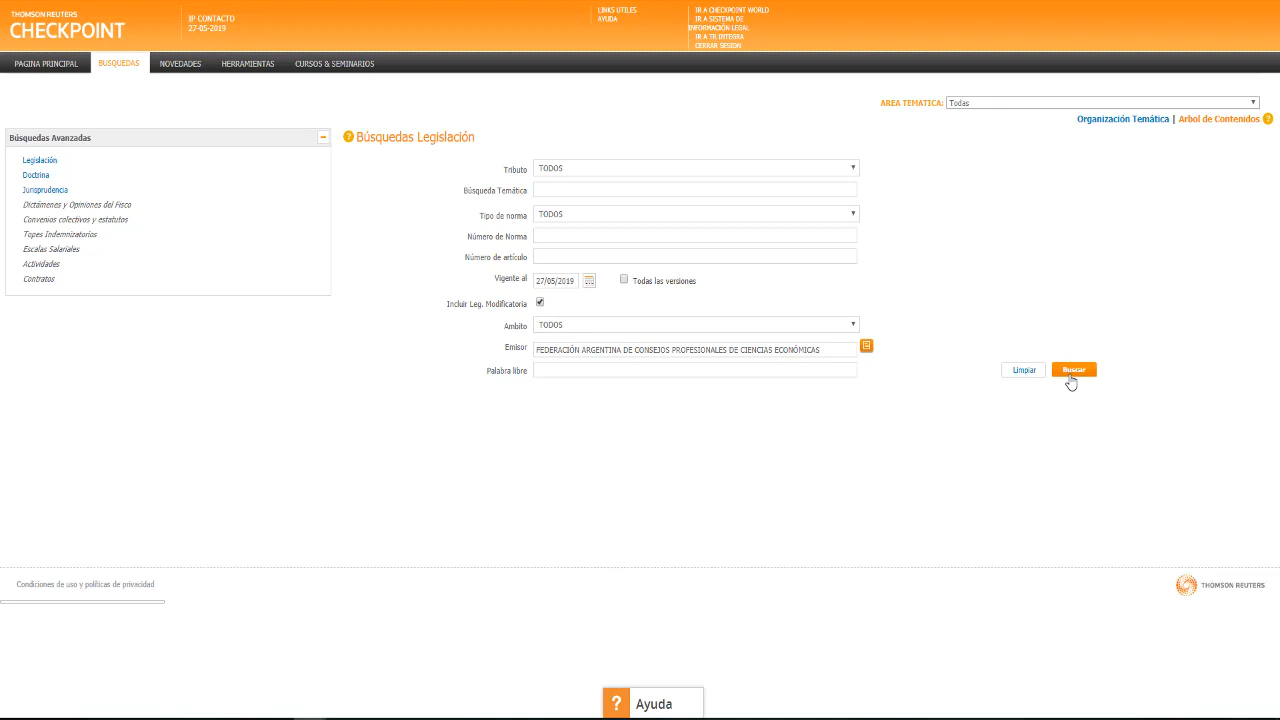 THOMSON REUTERS
CHECKPOINT
IP CONTACTO
27-05-2019
LINKS UTILES
AYUDA
IR A CHECKPOINT WORLD
IR A SISTEMA DE
INFORMACIÓN LEGAL
IR A TR INTEGRA
CERRAR SESION
PAGINA PRINCIPAL
BUSQUEDAS
NOVEDADES
HERRAMIENTAS
CURSOS & SEMINARIOS
AREA TEMATICA: Todas
Organización Temática | Arbol de Contenidos ?
Búsquedas Avanzadas
Legislación
Doctrina
Jurisprudencia
Dictámenes y Opiniones del Fisco
Convenios colectivos y estatutos
Topes Indemnizatorios
Escalas Salariales
Actividades
Contratos
? Búsquedas Legislación
Tributo TODOS
Búsqueda Temática
Tipo de norma TODOS
Número de Norma
Número de artículo
Vigente al 27/05/2019 Todas las versiones
Incluir Leg. Modificatoria
Ambito TODOS
Emisor FEDERACIÓN ARGENTINA DE CONSEJOS PROFESIONALES DE CIENCIAS ECONÓMICAS
Palabra libre
Limpiar Buscar
Condiciones de uso y políticas de privacidad
THOMSON REUTERS
? Ayuda